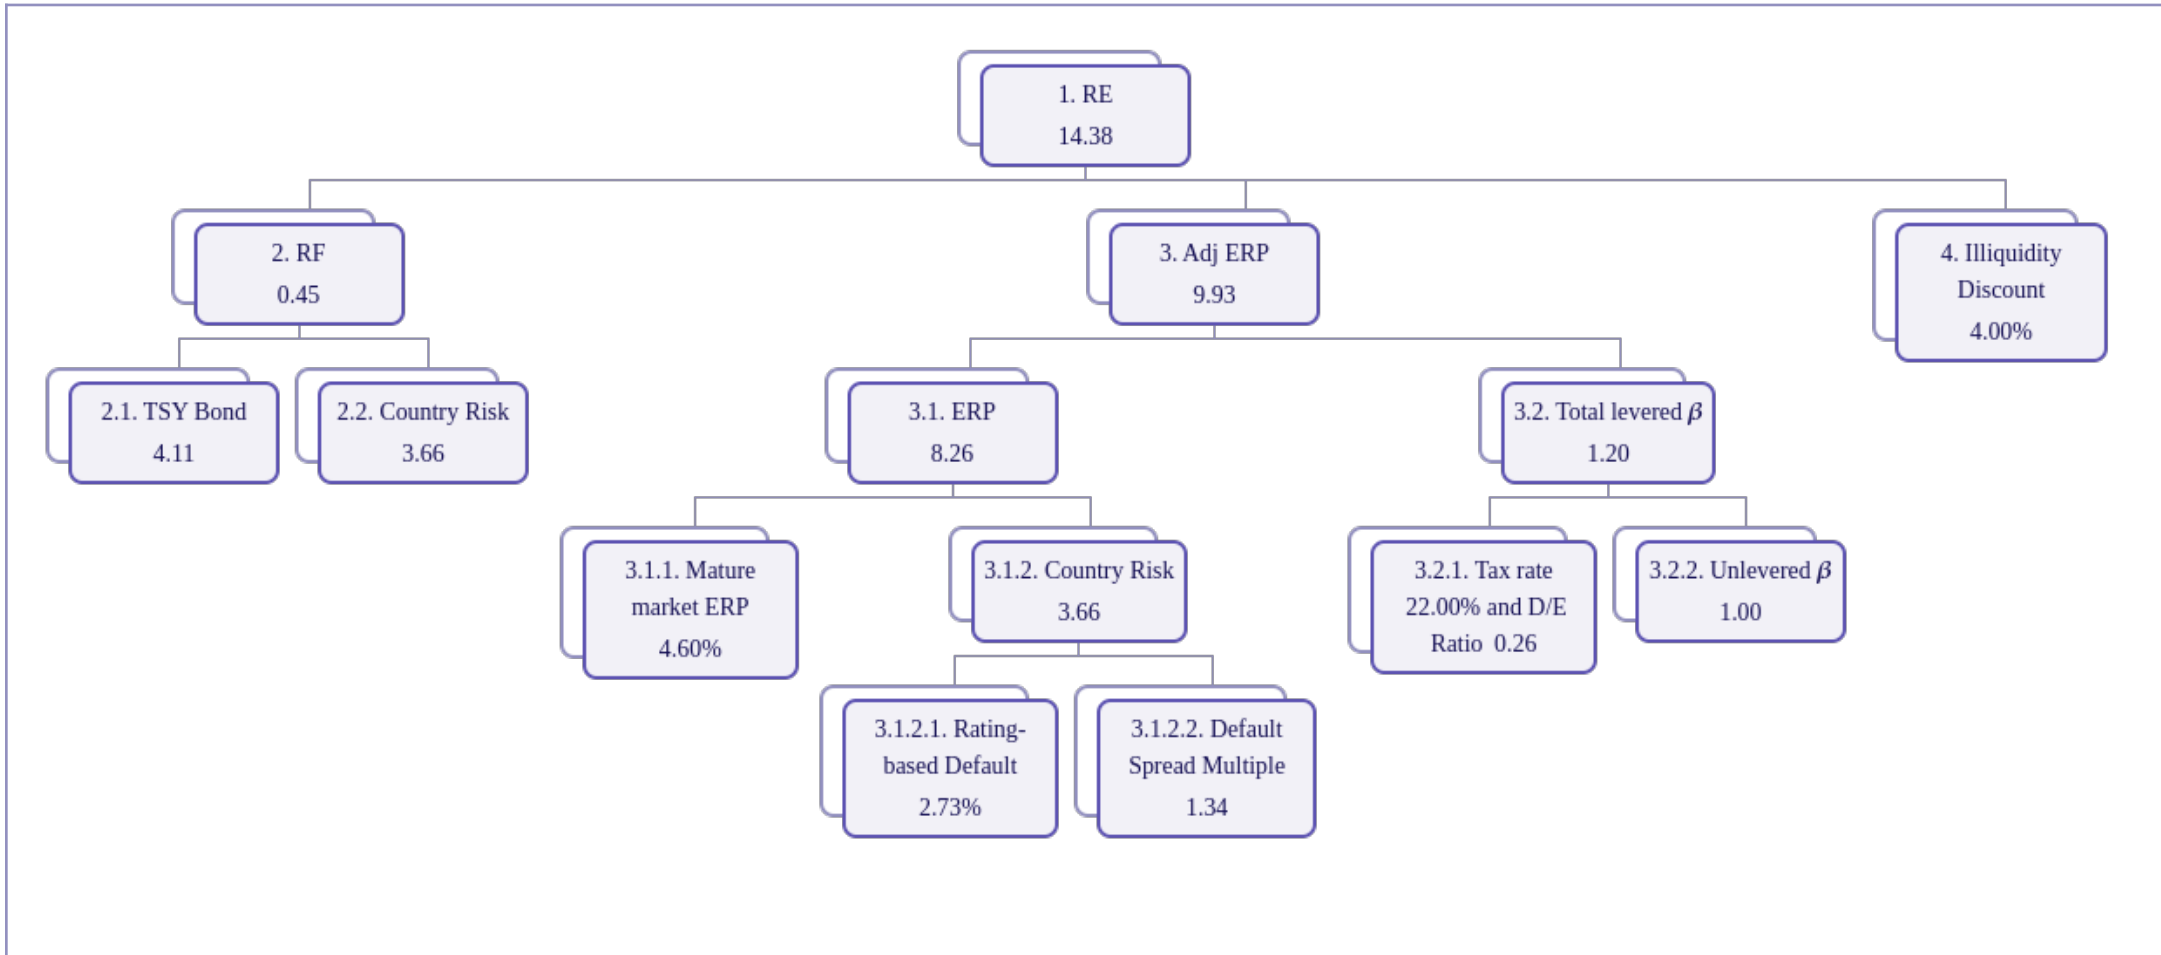 1. RE
14.38
2. RF
0.45
3. Adj ERP
9.93
4. Illiquidity
Discount
4.00%
2.1. TSY Bond
4.11
2.2. Country Risk
3.66
3.1. ERP
8.26
3.2. Total levered β
1.20
3.1.1. Mature
market ERP
4.60%
3.1.2. Country Risk
3.66
3.2.1. Tax rate
22.00% and D/E
Ratio 0.26
3.2.2. Unlevered β
1.00
3.1.2.1. Rating-
based Default
2.73%
3.1.2.2. Default
Spread Multiple
1.34